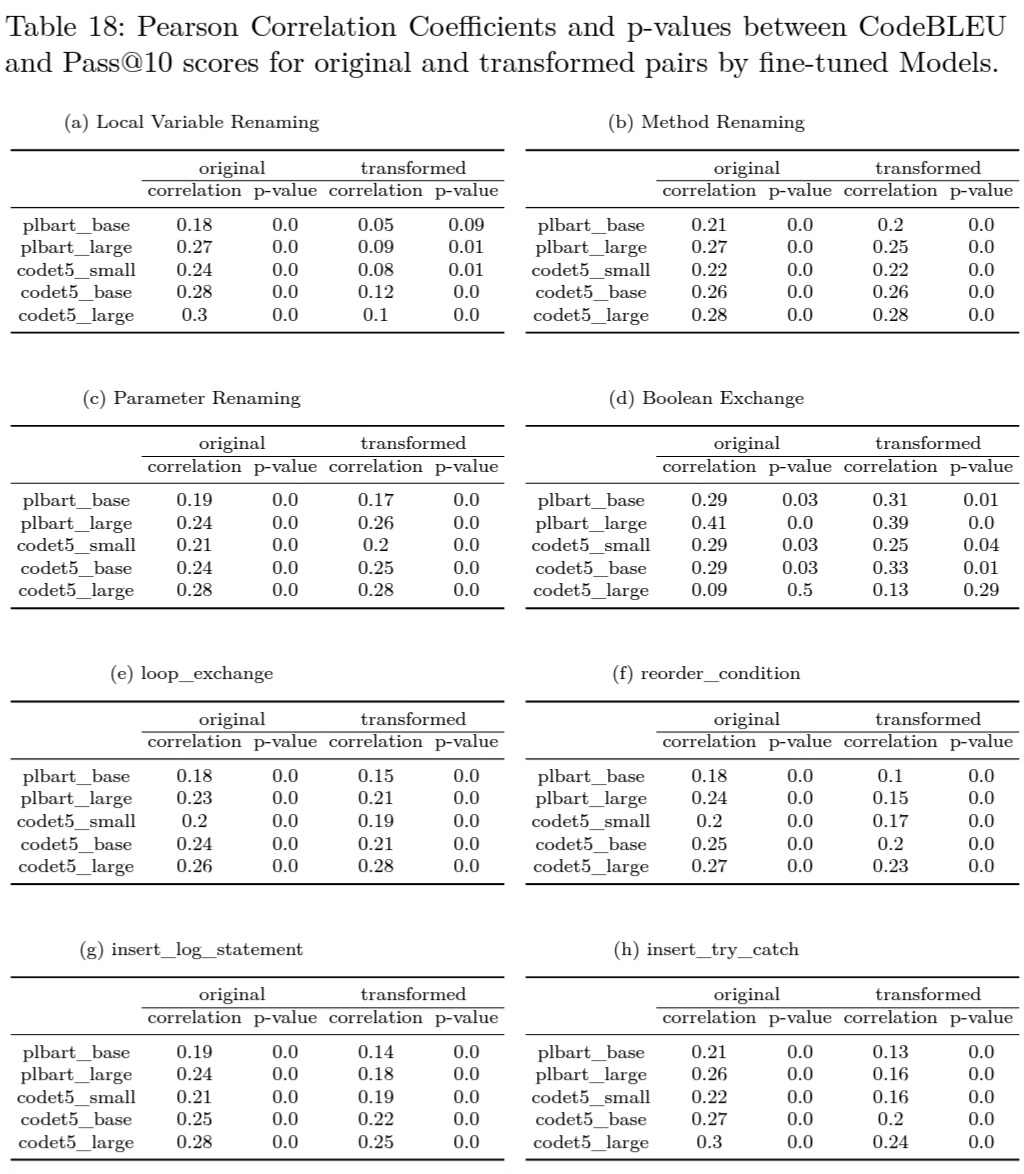 Table 18: Pearson Correlation Coefficients and p-values between CodeBLEU
and Pass@10 scores for original and transformed pairs by fine-tuned Models.
(a) Local Variable Renaming
original transformed
correlation p-value correlation p-value
plbart_base 0.18 0.0 0.05 0.09
plbart_large 0.27 0.0 0.09 0.01
codet5_small 0.24 0.0 0.08 0.01
codet5_base 0.28 0.0 0.12 0.0
codet5_large 0.3 0.0 0.1 0.0
(b) Method Renaming
original transformed
correlation p-value correlation p-value
plbart_base 0.21 0.0 0.2 0.0
plbart_large 0.27 0.0 0.25 0.0
codet5_small 0.22 0.0 0.22 0.0
codet5_base 0.26 0.0 0.26 0.0
codet5_large 0.28 0.0 0.28 0.0
(c) Parameter Renaming
original transformed
correlation p-value correlation p-value
plbart_base 0.19 0.0 0.17 0.0
plbart_large 0.24 0.0 0.26 0.0
codet5_small 0.21 0.0 0.2 0.0
codet5_base 0.24 0.0 0.25 0.0
codet5_large 0.28 0.0 0.28 0.0
(d) Boolean Exchange
original transformed
correlation p-value correlation p-value
plbart_base 0.29 0.03 0.31 0.01
plbart_large 0.41 0.0 0.39 0.0
codet5_small 0.29 0.03 0.25 0.04
codet5_base 0.29 0.03 0.33 0.01
codet5_large 0.09 0.5 0.13 0.29
(e) loop_exchange
original transformed
correlation p-value correlation p-value
plbart_base 0.18 0.0 0.15 0.0
plbart_large 0.23 0.0 0.21 0.0
codet5_small 0.2 0.0 0.19 0.0
codet5_base 0.24 0.0 0.21 0.0
codet5_large 0.26 0.0 0.28 0.0
(f) reorder_condition
original transformed
correlation p-value correlation p-value
plbart_base 0.18 0.0 0.1 0.0
plbart_large 0.24 0.0 0.15 0.0
codet5_small 0.2 0.0 0.17 0.0
codet5_base 0.25 0.0 0.2 0.0
codet5_large 0.27 0.0 0.23 0.0
(g) insert_log_statement
original transformed
correlation p-value correlation p-value
plbart_base 0.19 0.0 0.14 0.0
plbart_large 0.24 0.0 0.18 0.0
codet5_small 0.21 0.0 0.19 0.0
codet5_base 0.25 0.0 0.22 0.0
codet5_large 0.28 0.0 0.25 0.0
(h) insert_try_catch
original transformed
correlation p-value correlation p-value
plbart_base 0.21 0.0 0.13 0.0
plbart_large 0.26 0.0 0.16 0.0
codet5_small 0.22 0.0 0.16 0.0
codet5_base 0.27 0.0 0.2 0.0
codet5_large 0.3 0.0 0.24 0.0